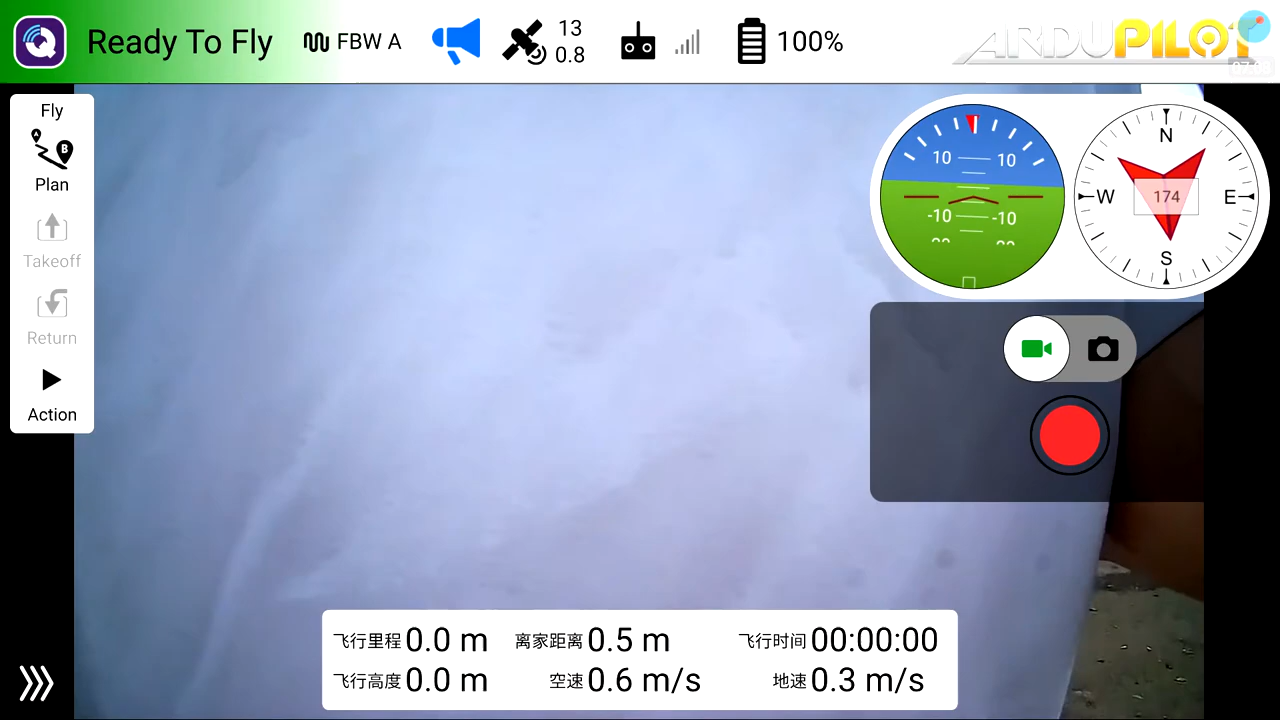 Ready To Fly
FBW A
13
0.8
100%
ARDUPILOT
Fly
Plan
Takeoff
Return
Action
A
B
10 10
-10 -10
N
W 174 E
S
飞行里程 0.0 m 离家距离 0.5 m 飞行时间 00:00:00
飞行高度 0.0 m 空速 0.6 m/s 地速 0.3 m/s